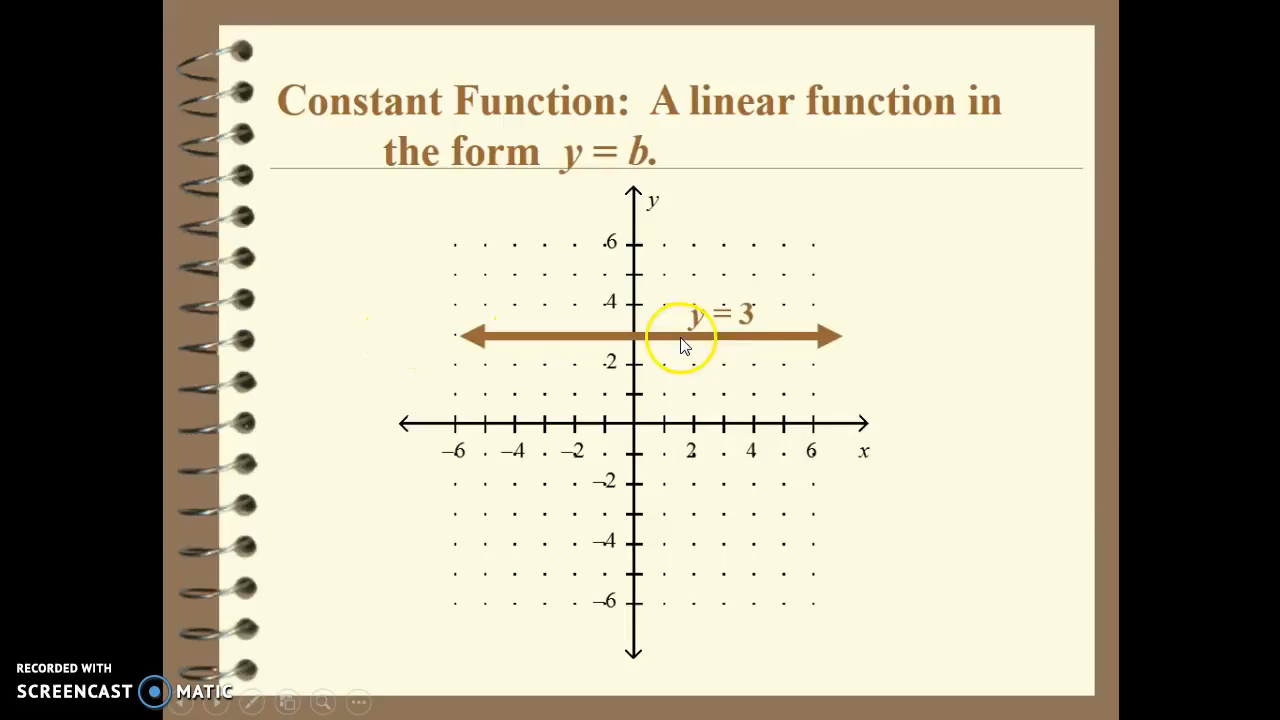 Constant Function: A linear function in
the form y = b.
y
6
4
y = 3
2
–6 –4 –2 2 4 6 x
–2
–4
–6
RECORDED WITH
SCREENCAST MATIC